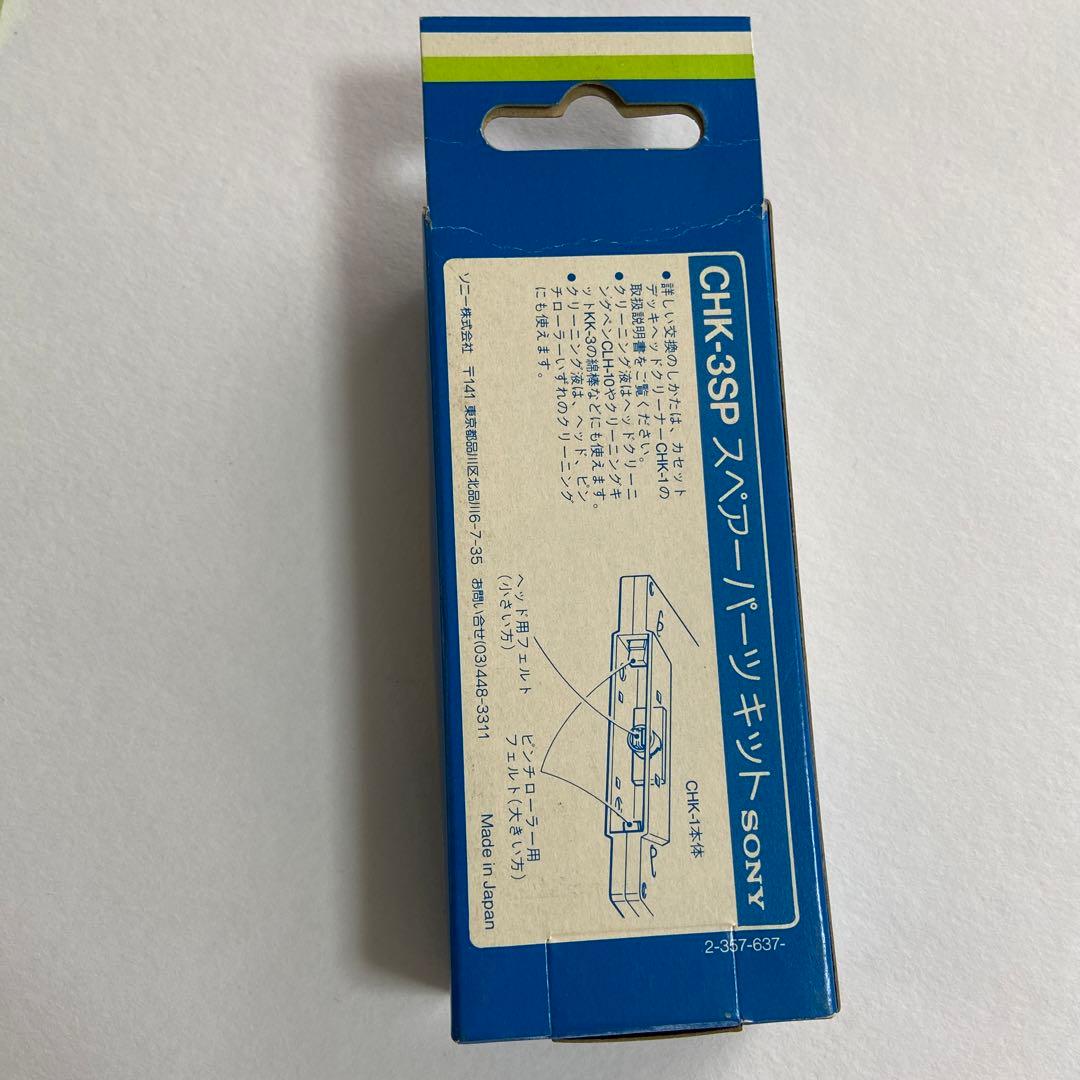 CHK-3SP スペアーパーツ キット SONY
● 詳しい交換のしかたは、カセット
デッキヘッドクリーナーCHK-1の
取扱説明書をご覧ください。
● クリーニング液はヘッドクリーニ
ングペンCLH-10やクリーニングキ
ットKK-3の綿棒などにも使えます。
● クリーニング液は、ヘッド、ピン
チローラーいずれのクリーニング
にも使えます。
CHK-1本体
ヘッド用フェルト
(小さい方)
ピンチローラー用
フェルト(大きい方)
ソニー株式会社 〒141 東京都品川区北品川6-7-35 お問い合せ(03)448-3311
Made in Japan
2-357-637-